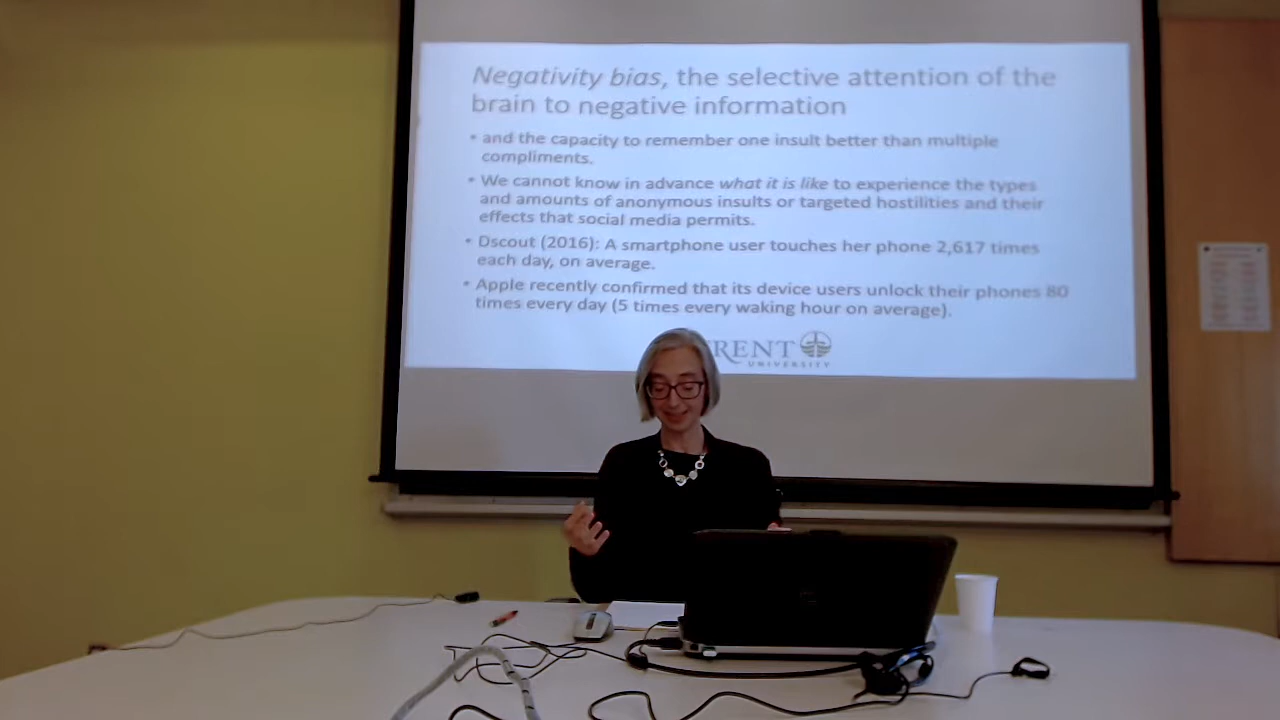 Negativity bias, the selective attention of the
brain to negative information
• and the capacity to remember one insult better than multiple
compliments.
• We cannot know in advance what it is like to experience the types
and amounts of anonymous insults or targeted hostilities and their
effects that social media permits.
• Dscout (2016): A smartphone user touches her phone 2,617 times
each day, on average.
• Apple recently confirmed that its device users unlock their phones 80
times every day (5 times every waking hour on average).
RENT
UNIVERSITY